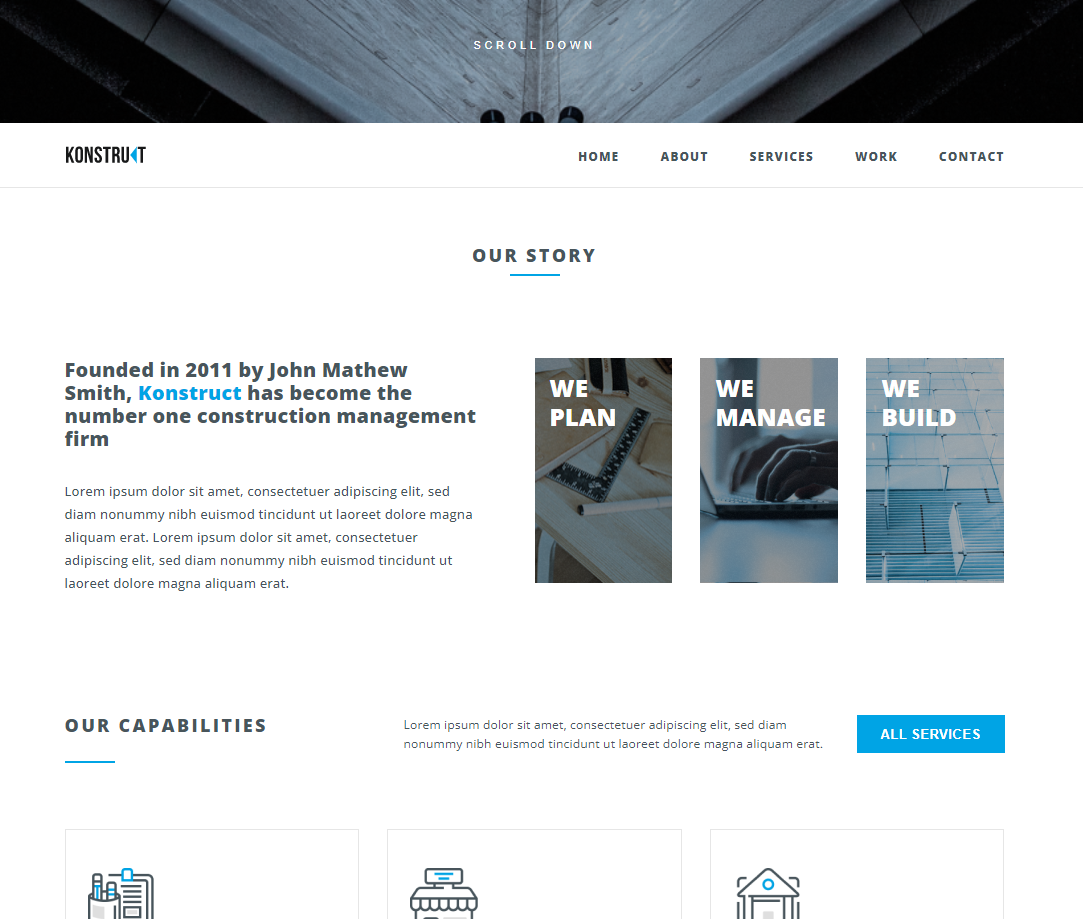 SCROLL DOWN
KONSTRUKT
HOME ABOUT SERVICES WORK CONTACT
OUR STORY
Founded in 2011 by John Mathew
Smith, Konstruct has become the
number one construction management
firm
Lorem ipsum dolor sit amet, consectetuer adipiscing elit, sed
diam nonummy nibh euismod tincidunt ut laoreet dolore magna
aliquam erat. Lorem ipsum dolor sit amet, consectetuer
adipiscing elit, sed diam nonummy nibh euismod tincidunt ut
laoreet dolore magna aliquam erat.
WE
PLAN
WE
MANAGE
WE
BUILD
OUR CAPABILITIES
Lorem ipsum dolor sit amet, consectetuer adipiscing elit, sed diam
nonummy nibh euismod tincidunt ut laoreet dolore magna aliquam erat.
ALL SERVICES